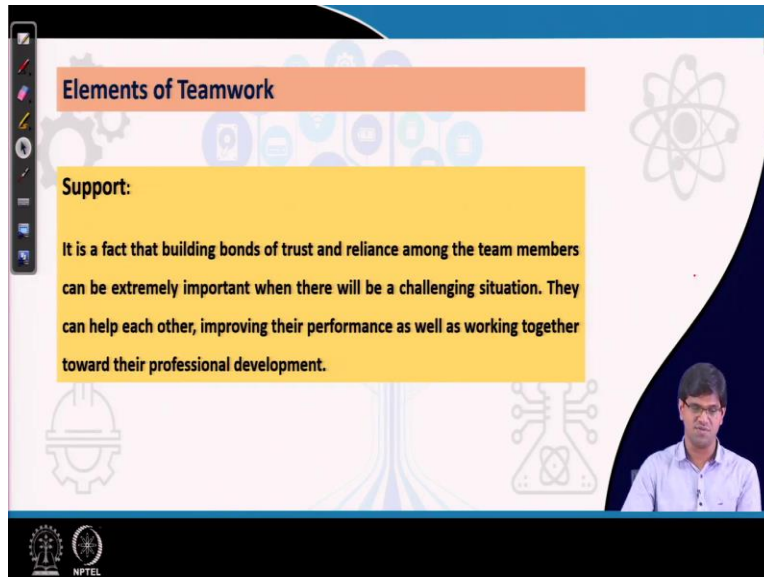 Elements of Teamwork
Support:
It is a fact that building bonds of trust and reliance among the team members
can be extremely important when there will be a challenging situation. They
can help each other, improving their performance as well as working together
toward their professional development.
NPTEL